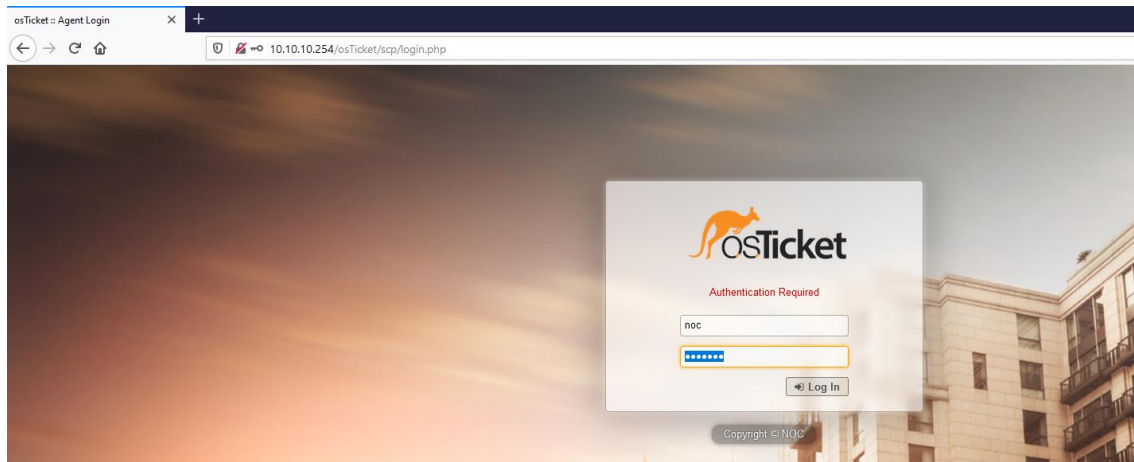 osTicket :: Agent Login
10.10.10.254/osTicket/scp/login.php
osTicket
Authentication Required
noc
•••••••
Log In
Copyright © NOC